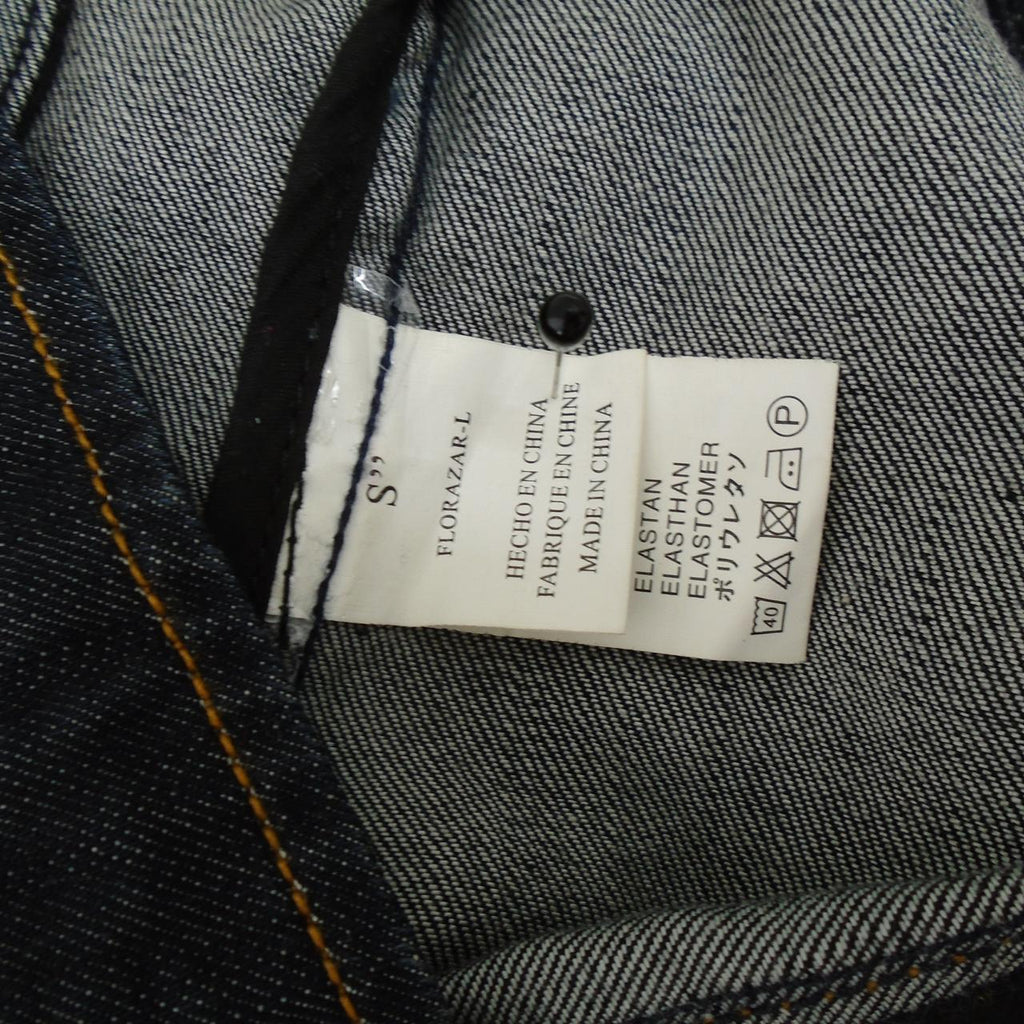 S”
FLORAZAR-L
HECHO EN CHINA
FABRIQUE EN CHINE
MADE IN CHINA
ELASTAN
ELASTHAN
ELASTOMER
ポリウレタン
40 P